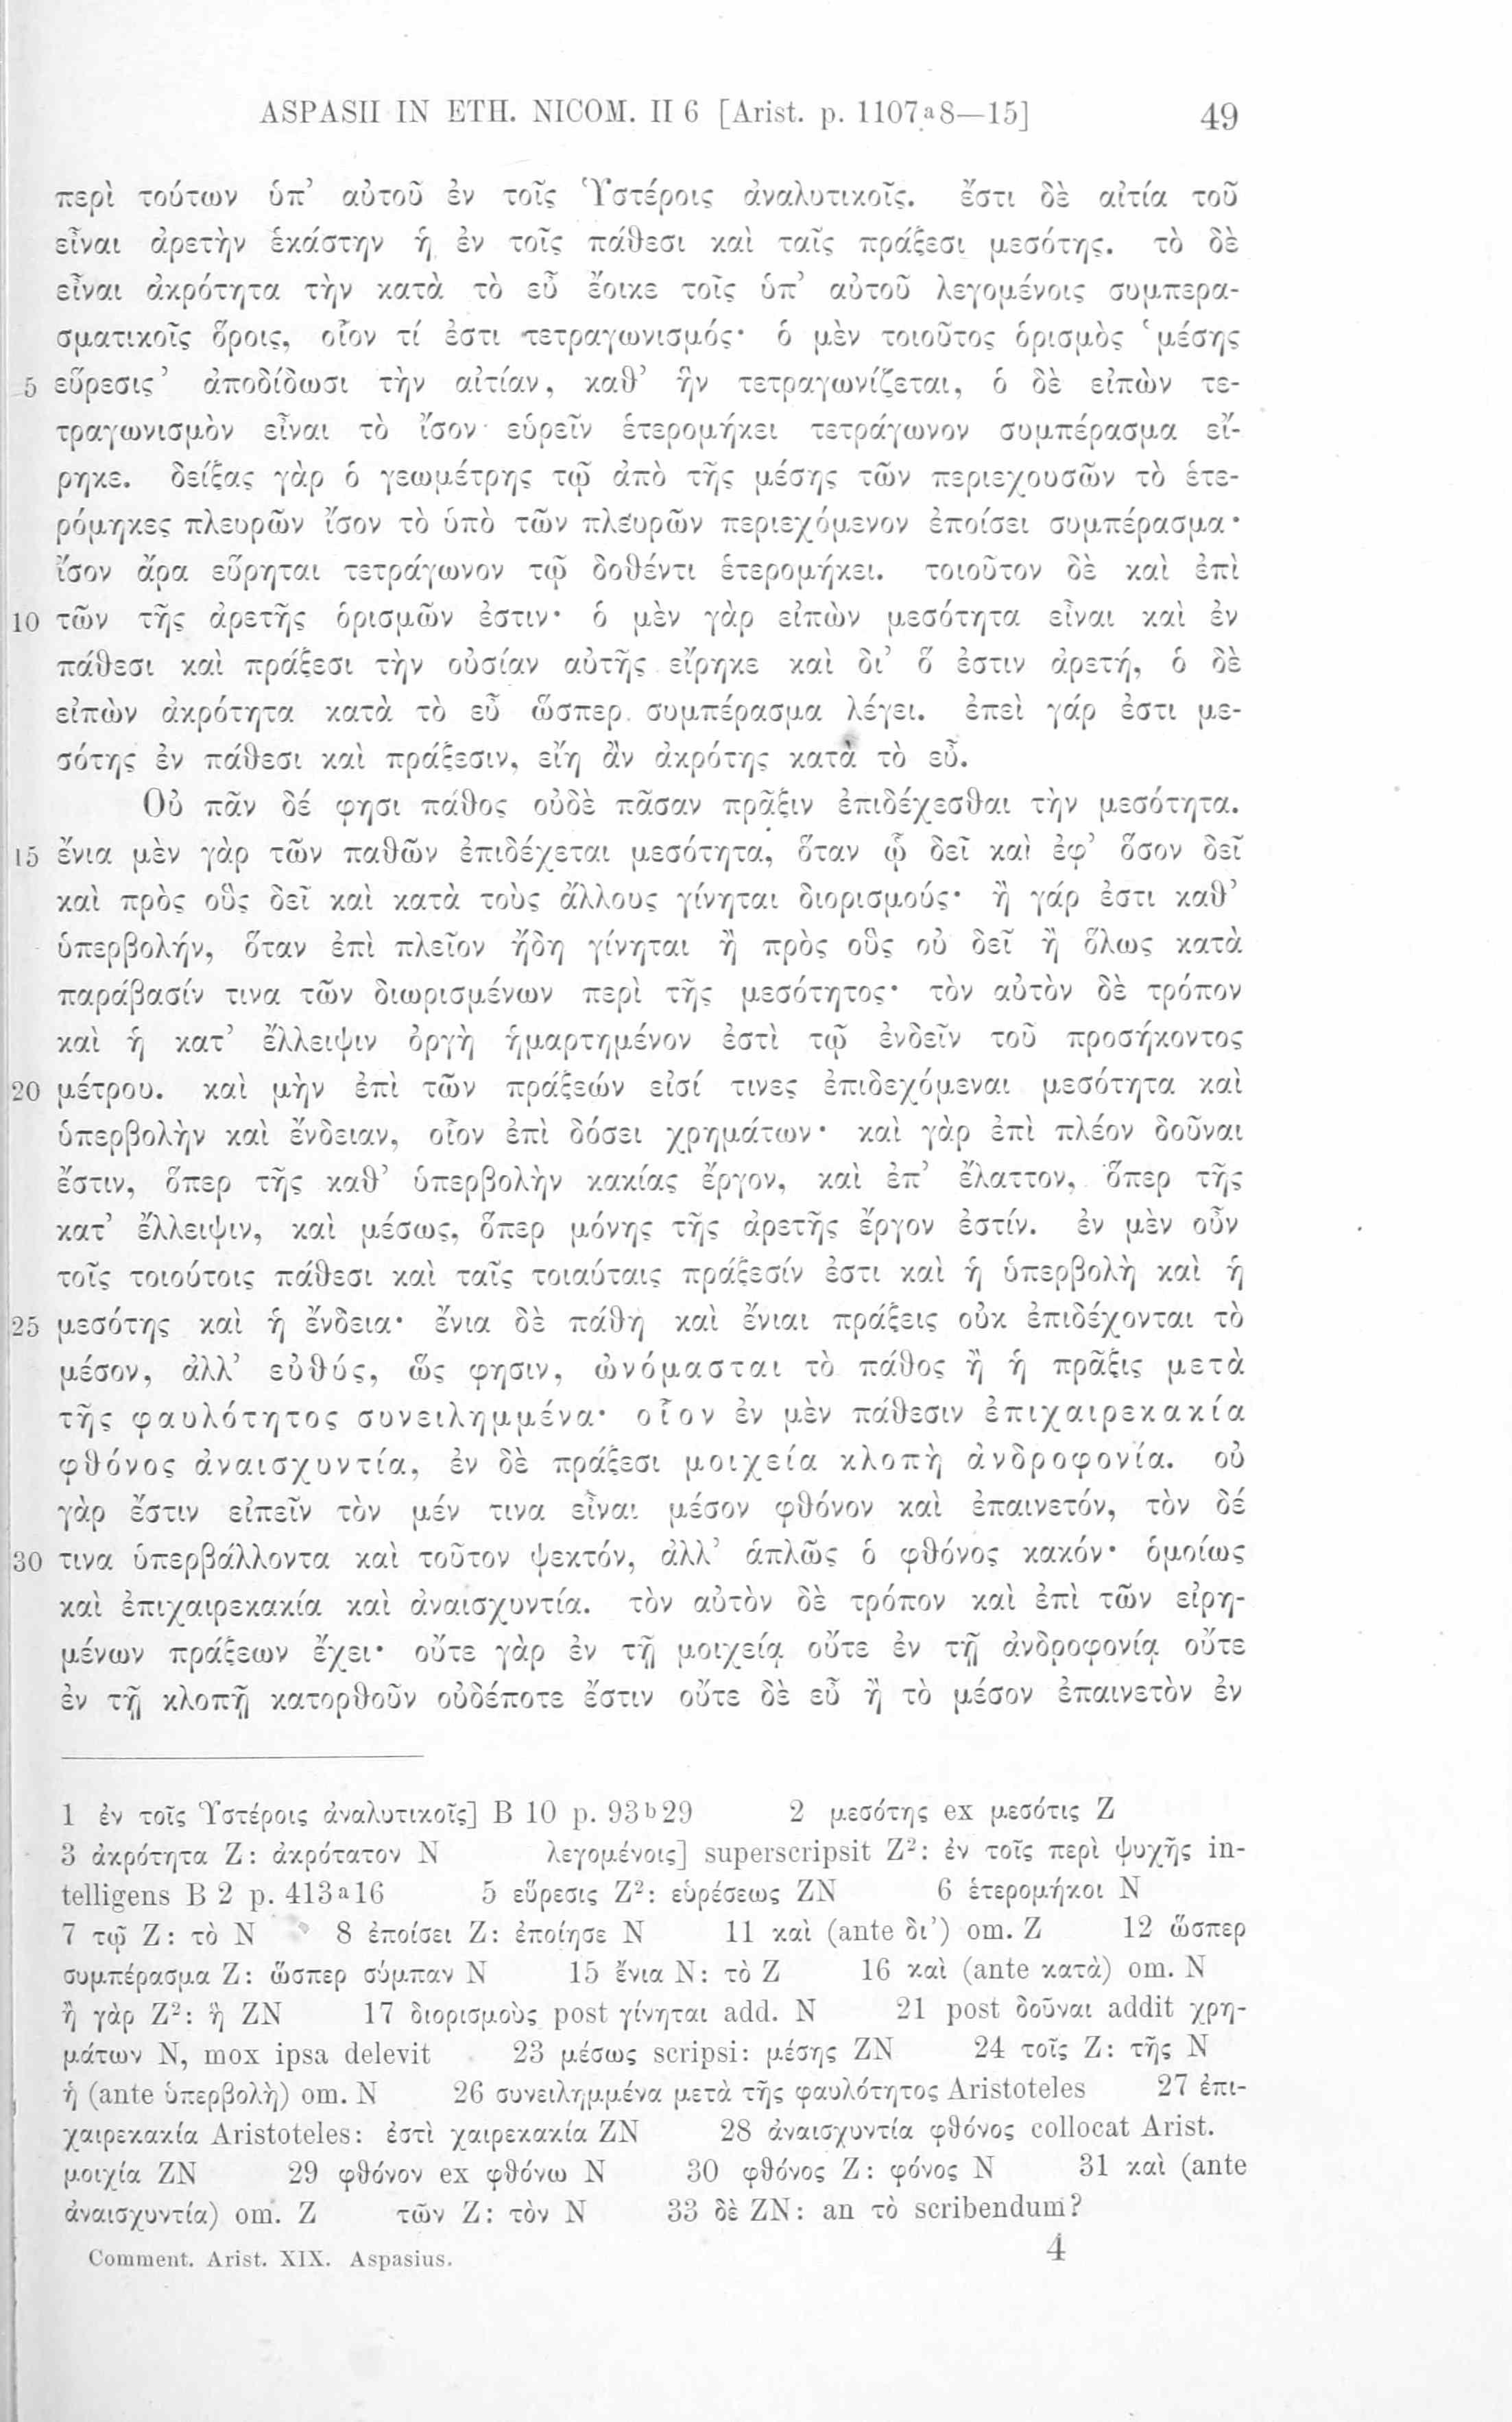 ASPASII IN ETH. NICOM. II 6 [Arist. p. 1107ª8—15] 49
περὶ τούτων ὑπ’ αὐτοῦ ἐν τοῖς Ὑστέροις ἀναλυτικοῖς. ἔστι δὲ αἰτία τοῦ
εἶναι ἀρετὴν ἑκάστην ἡ ἐν τοῖς πάθεσι καὶ ταῖς πράξεσι μεσότης. τὸ δὲ
εἶναι ἀκρότητα τὴν κατὰ τὸ εὖ ἔοικε τοῖς ὑπ’ αὐτοῦ λεγομένοις συμπερα-
σματικοῖς ὅροις, οἷον τί ἐστι τετραγωνισμός· ὁ μὲν τοιοῦτος ὁρισμὸς ‘μέσης
5 εὕρεσις’ ἀποδίδωσι τὴν αἰτίαν, καθ’ ἣν τετραγωνίζεται, ὁ δὲ εἰπὼν τε-
τραγωνισμὸν εἶναι τὸ ἴσον εὑρεῖν ἑτερομήκει τετράγωνον συμπέρασμα εἴ-
ρηκε. δείξας γὰρ ὁ γεωμέτρης τῷ ἀπὸ τῆς μέσης τῶν περιεχουσῶν τὸ ἑτε-
ρόμηκες πλευρῶν ἴσον τὸ ὑπὸ τῶν πλευρῶν περιεχόμενον ἐποίσει συμπέρασμα·
ἴσον ἄρα εὕρηται τετράγωνον τῷ δοθέντι ἑτερομήκει. τοιοῦτον δὲ καὶ ἐπὶ
10 τῶν τῆς ἀρετῆς ὁρισμῶν ἐστιν· ὁ μὲν γὰρ εἰπὼν μεσότητα εἶναι καὶ ἐν
πάθεσι καὶ πράξεσι τὴν οὐσίαν αὐτῆς εἴρηκε καὶ δι’ ὅ ἐστιν ἀρετή, ὁ δὲ
εἰπὼν ἀκρότητα κατὰ τὸ εὖ ὥσπερ συμπέρασμα λέγει. ἐπεὶ γάρ ἐστι με-
σότης ἐν πάθεσι καὶ πράξεσιν, εἴη ἂν ἀκρότης κατὰ τὸ εὖ.
Οὐ πᾶν δέ φησι πάθος οὐδὲ πᾶσαν πρᾶξιν ἐπιδέχεσθαι τὴν μεσότητα.
15 ἔνια μὲν γὰρ τῶν παθῶν ἐπιδέχεται μεσότητα, ὅταν ᾧ δεῖ καὶ ἐφ’ ὅσον δεῖ
καὶ πρὸς οὓς δεῖ καὶ κατὰ τοὺς ἄλλους γίνηται διορισμούς· ἢ γάρ ἐστι καθ’
ὑπερβολήν, ὅταν ἐπὶ πλεῖον ἤδη γίνηται ἢ πρὸς οὓς οὐ δεῖ ἢ ὅλως κατὰ
παράβασίν τινα τῶν διωρισμένων περὶ τῆς μεσότητος· τὸν αὐτὸν δὲ τρόπον
καὶ ἡ κατ’ ἔλλειψιν ὀργὴ ἡμαρτημένον ἐστὶ τῷ ἐνδεῖν τοῦ προσήκοντος
20 μέτρου. καὶ μὴν ἐπὶ τῶν πράξεών εἰσί τινες ἐπιδεχόμεναι μεσότητα καὶ
ὑπερβολὴν καὶ ἔνδειαν, οἷον ἐπὶ δόσει χρημάτων· καὶ γὰρ ἐπὶ πλέον δοῦναι
ἔστιν, ὅπερ τῆς καθ’ ὑπερβολὴν κακίας ἔργον, καὶ ἐπ’ ἔλαττον, ὅπερ τῆς
κατ’ ἔλλειψιν, καὶ μέσως, ὅπερ μόνης τῆς ἀρετῆς ἔργον ἐστίν. ἐν μὲν οὖν
τοῖς τοιούτοις πάθεσι καὶ ταῖς τοιαύταις πράξεσίν ἐστι καὶ ἡ ὑπερβολὴ καὶ ἡ
25 μεσότης καὶ ἡ ἔνδεια· ἔνια δὲ πάθη καὶ ἔνιαι πράξεις οὐκ ἐπιδέχονται τὸ
μέσον, ἀλλ’ εὐθύς, ὥς φησιν, ὠνόμασται τὸ πάθος ἢ ἡ πρᾶξις μετὰ
τῆς φαυλότητος συνειλημμένα· οἷον ἐν μὲν πάθεσιν ἐπιχαιρεκακία
φθόνος ἀναισχυντία, ἐν δὲ πράξεσι μοιχεία κλοπὴ ἀνδροφονία. οὐ
γὰρ ἔστιν εἰπεῖν τὸν μέν τινα εἶναι μέσον φθόνον καὶ ἐπαινετόν, τὸν δέ
30 τινα ὑπερβάλλοντα καὶ τοῦτον ψεκτόν, ἀλλ’ ἁπλῶς ὁ φθόνος κακόν· ὁμοίως
καὶ ἐπιχαιρεκακία καὶ ἀναισχυντία. τὸν αὐτὸν δὲ τρόπον καὶ ἐπὶ τῶν εἰρη-
μένων πράξεων ἔχει· οὔτε γὰρ ἐν τῇ μοιχείᾳ οὔτε ἐν τῇ ἀνδροφονίᾳ οὔτε
ἐν τῇ κλοπῇ κατορθοῦν οὐδέποτε ἔστιν οὔτε δὲ εὖ ἢ τὸ μέσον ἐπαινετὸν ἐν
1 ἐν τοῖς Ὑστέροις ἀναλυτικοῖς] B 10 p. 93ᵇ29 2 μεσότης ex μεσότις Z
3 ἀκρότητα Z: ἀκρότατον N λεγομένοις] superscripsit Z²: ἐν τοῖς περὶ ψυχῆς in-
telligens B 2 p. 413ª16 5 εὕρεσις Z²: εὑρέσεως ZN 6 ἑτερομήκοι N
7 τῷ Z: τὸ N 8 ἐποίσει Z: ἐποίησε N 11 καὶ (ante δι’) om. Z 12 ὥσπερ
συμπέρασμα Z: ὥσπερ σύμπαν N 15 ἔνια N: τὸ Z 16 καὶ (ante κατὰ) om. N
ἢ γὰρ Z²: ἢ ZN 17 διορισμοὺς post γίνηται add. N 21 post δοῦναι addit χρη-
μάτων N, mox ipsa delevit 23 μέσως scripsi: μέσης ZN 24 τοῖς Z: τῆς N
ἡ (ante ὑπερβολὴ) om. N 26 συνειλημμένα μετὰ τῆς φαυλότητος Aristoteles 27 ἐπι-
χαιρεκακία Aristoteles: ἐστὶ χαιρεκακία ZN 28 ἀναισχυντία φθόνος collocat Arist.
μοιχία ZN 29 φθόνον ex φθόνω N 30 φθόνος Z: φόνος N 31 καὶ (ante
ἀναισχυντία) om. Z τῶν Z: τὸν N 33 δὲ ZN: an τὸ scribendum?
Comment. Arist. XIX. Aspasius. 4